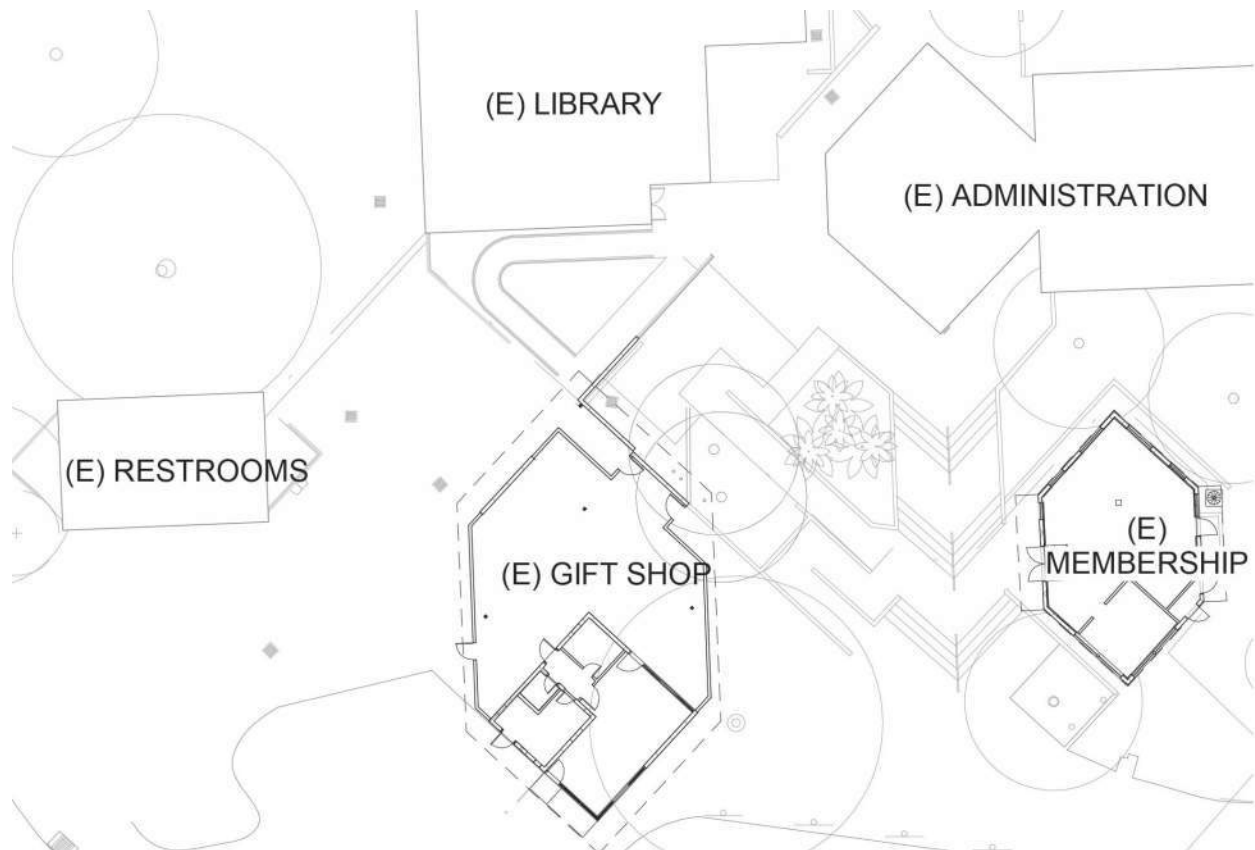 (E) LIBRARY
(E) ADMINISTRATION
(E) RESTROOMS
(E) GIFT SHOP
(E)
MEMBERSHIP